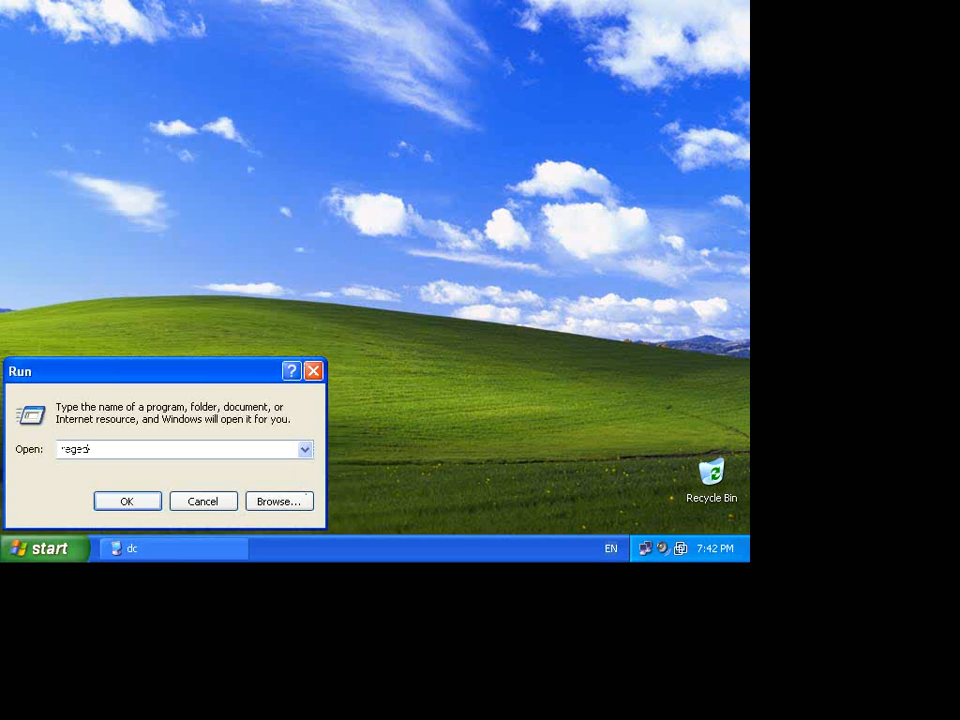 Run
Type the name of a program, folder, document, or
Internet resource, and Windows will open it for you.
Open:
OK Cancel Browse...
Recycle Bin
start dc EN 7:42 PM